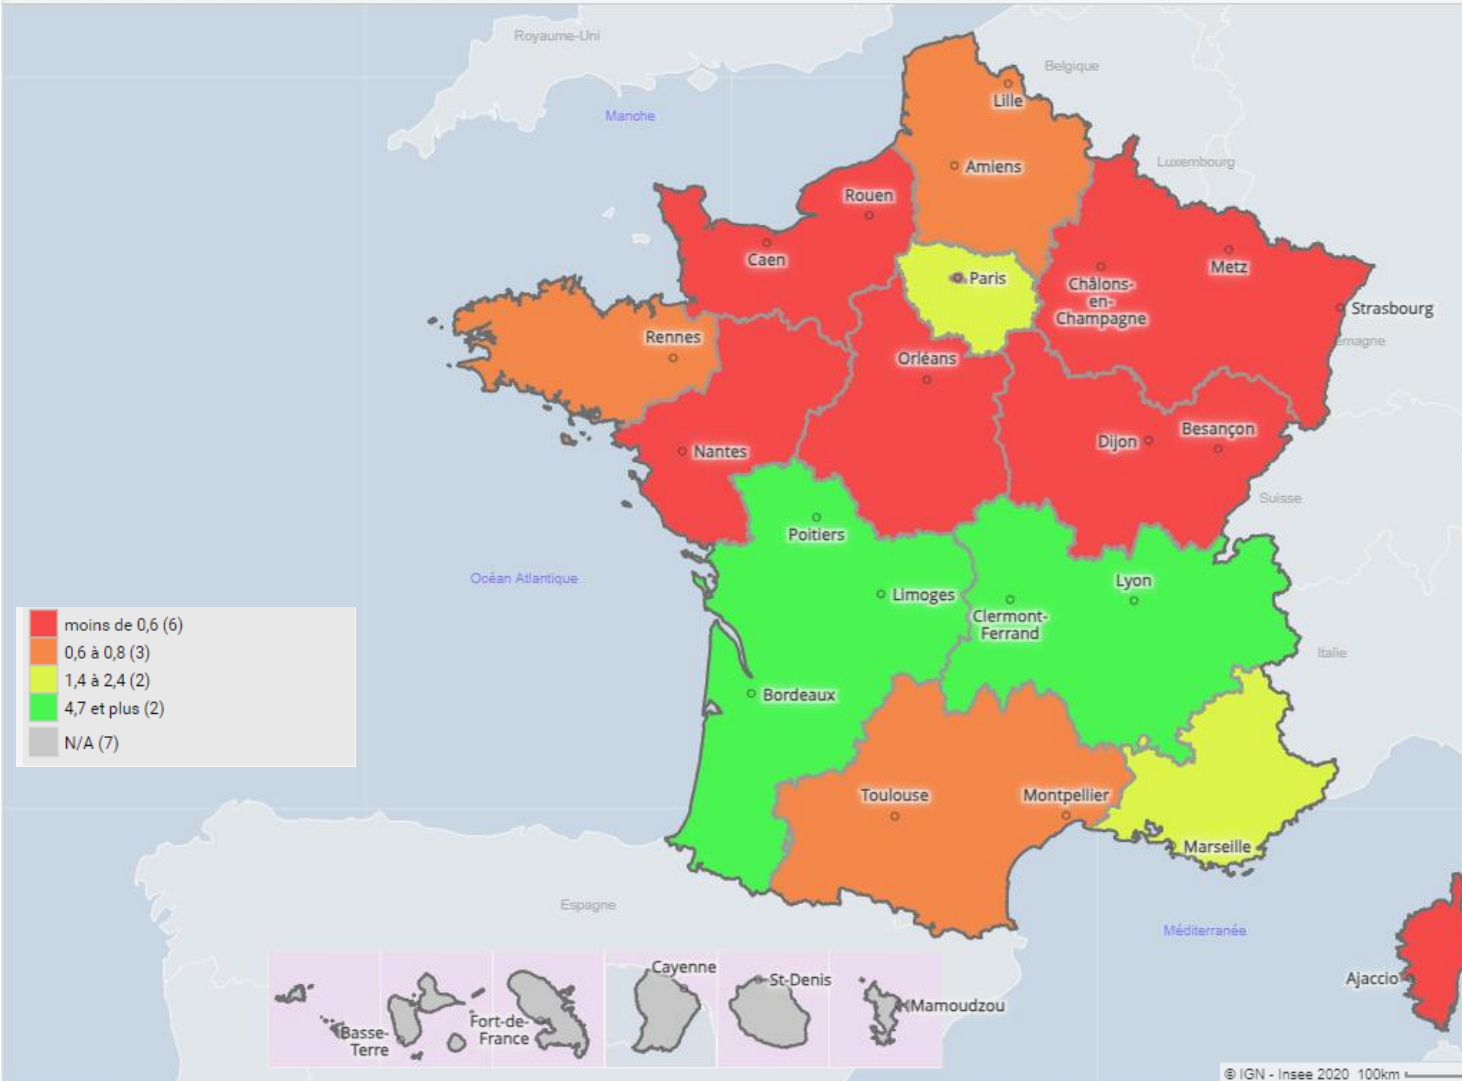 Royaume-Uni
Belgique
Lille
Manche
Luxembourg
Amiens
Rouen
Caen
Metz
Paris
Châlons-
en-
Champagne
Strasbourg
Rennes
emagne
Orléans
Besançon
Dijon
Nantes
Suisse
Poitiers
Océan Atlantique
Lyon
Limoges
Clermont-
Ferrand
moins de 0,6 (6)
0,6 à 0,8 (3)
1,4 à 2,4 (2)
4,7 et plus (2)
N/A (7)
Italie
Bordeaux
Toulouse
Montpellier
Marseille
Espagne
Méditerranée
Ajaccio
Basse-
Terre
Fort-de-
France
Cayenne
St-Denis
Mamoudzou
© IGN - Insee 2020 100km